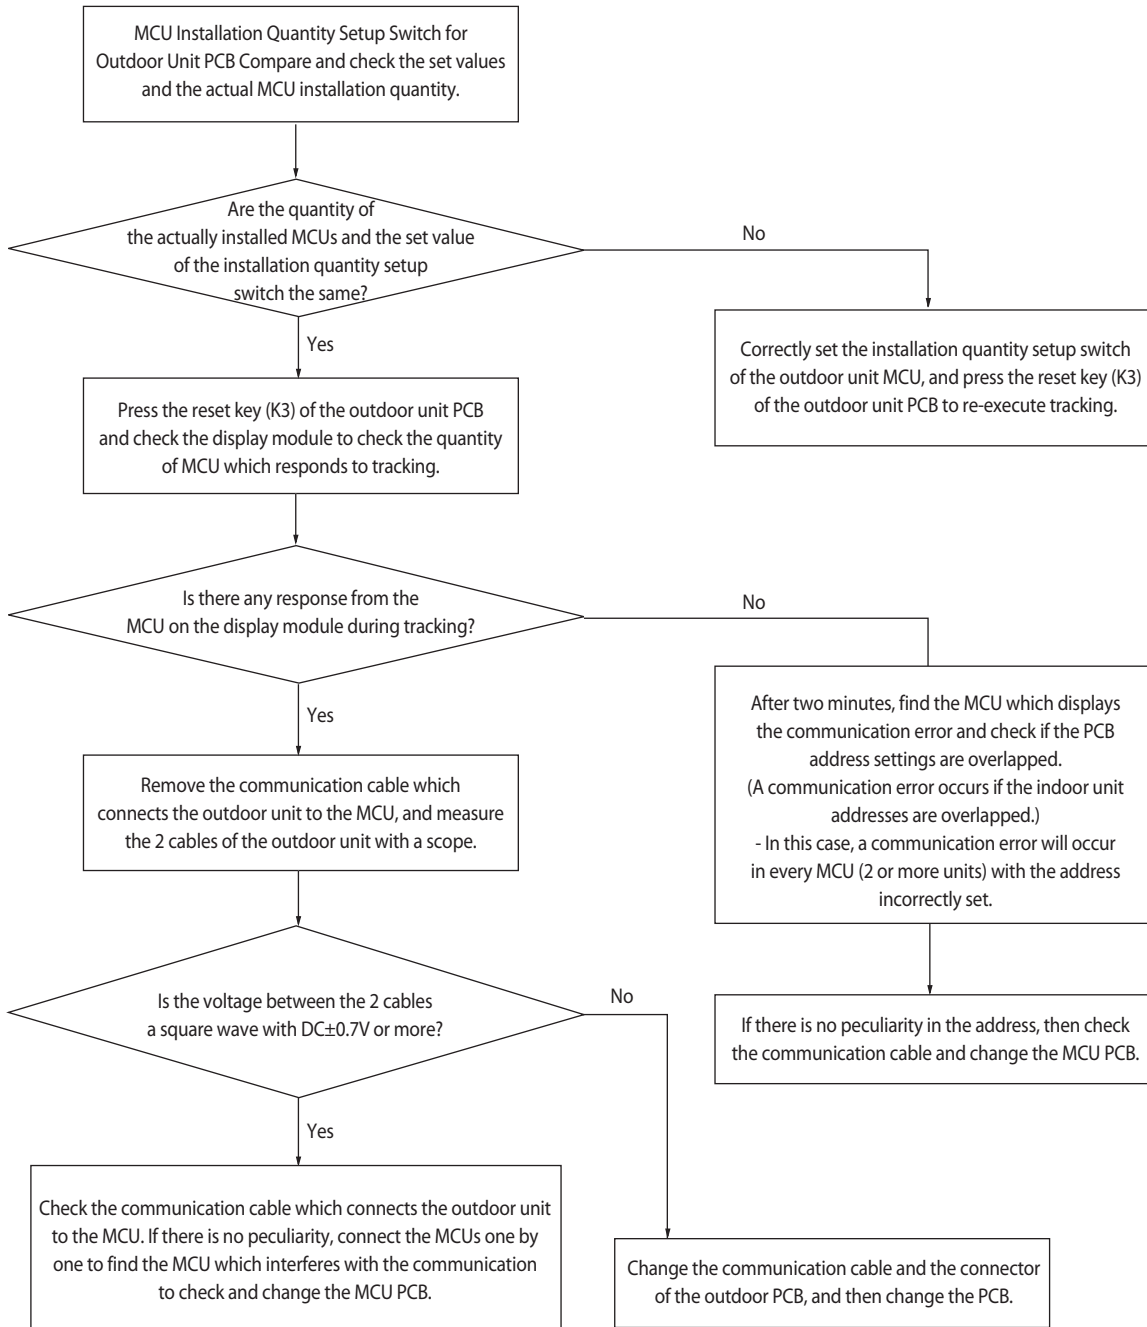 MCU Installation Quantity Setup Switch for
Outdoor Unit PCB Compare and check the set values
and the actual MCU installation quantity.
Are the quantity of
the actually installed MCUs and the set value
of the installation quantity setup
switch the same?
No
Yes
Correctly set the installation quantity setup switch
of the outdoor unit MCU, and press the reset key (K3)
of the outdoor unit PCB to re-execute tracking.
Press the reset key (K3) of the outdoor unit PCB
and check the display module to check the quantity
of MCU which responds to tracking.
Is there any response from the
MCU on the display module during tracking?
No
Yes
After two minutes, find the MCU which displays
the communication error and check if the PCB
address settings are overlapped.
(A communication error occurs if the indoor unit
addresses are overlapped.)
- In this case, a communication error will occur
in every MCU (2 or more units) with the address
incorrectly set.
Remove the communication cable which
connects the outdoor unit to the MCU, and measure
the 2 cables of the outdoor unit with a scope.
Is the voltage between the 2 cables
a square wave with DC±0.7V or more?
No
Yes
If there is no peculiarity in the address, then check
the communication cable and change the MCU PCB.
Check the communication cable which connects the outdoor unit
to the MCU. If there is no peculiarity, connect the MCUs one by
one to find the MCU which interferes with the communication
to check and change the MCU PCB.
Change the communication cable and the connector
of the outdoor PCB, and then change the PCB.